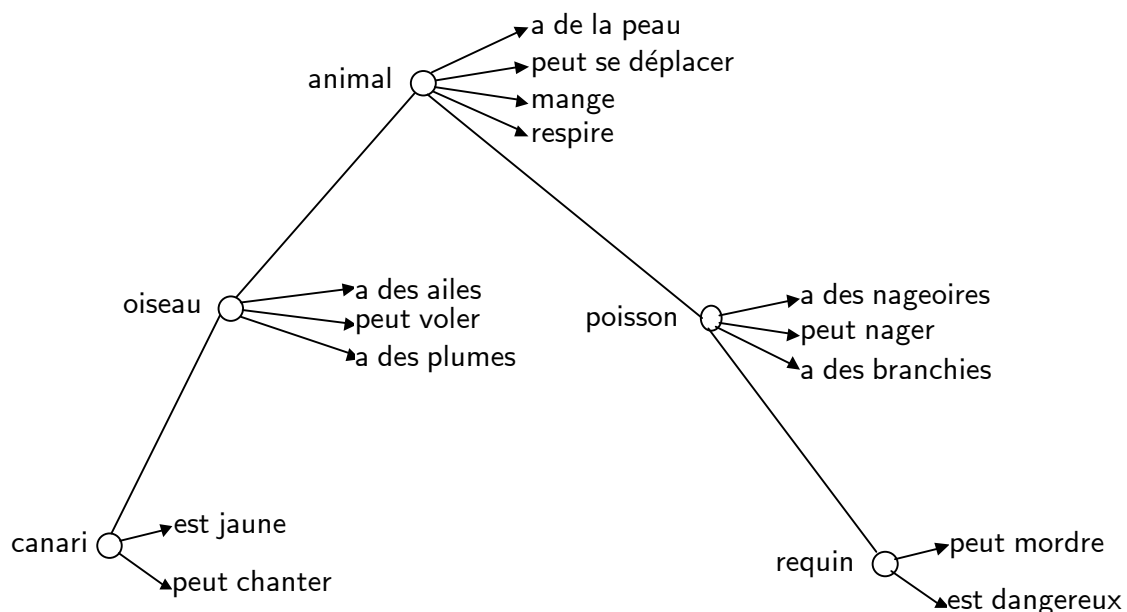 a de la peau
animal
peut se déplacer
mange
respire
oiseau
a des ailes
peut voler
a des plumes
poisson
a des nageoires
peut nager
a des branchies
canari
est jaune
peut chanter
requin
peut mordre
est dangereux